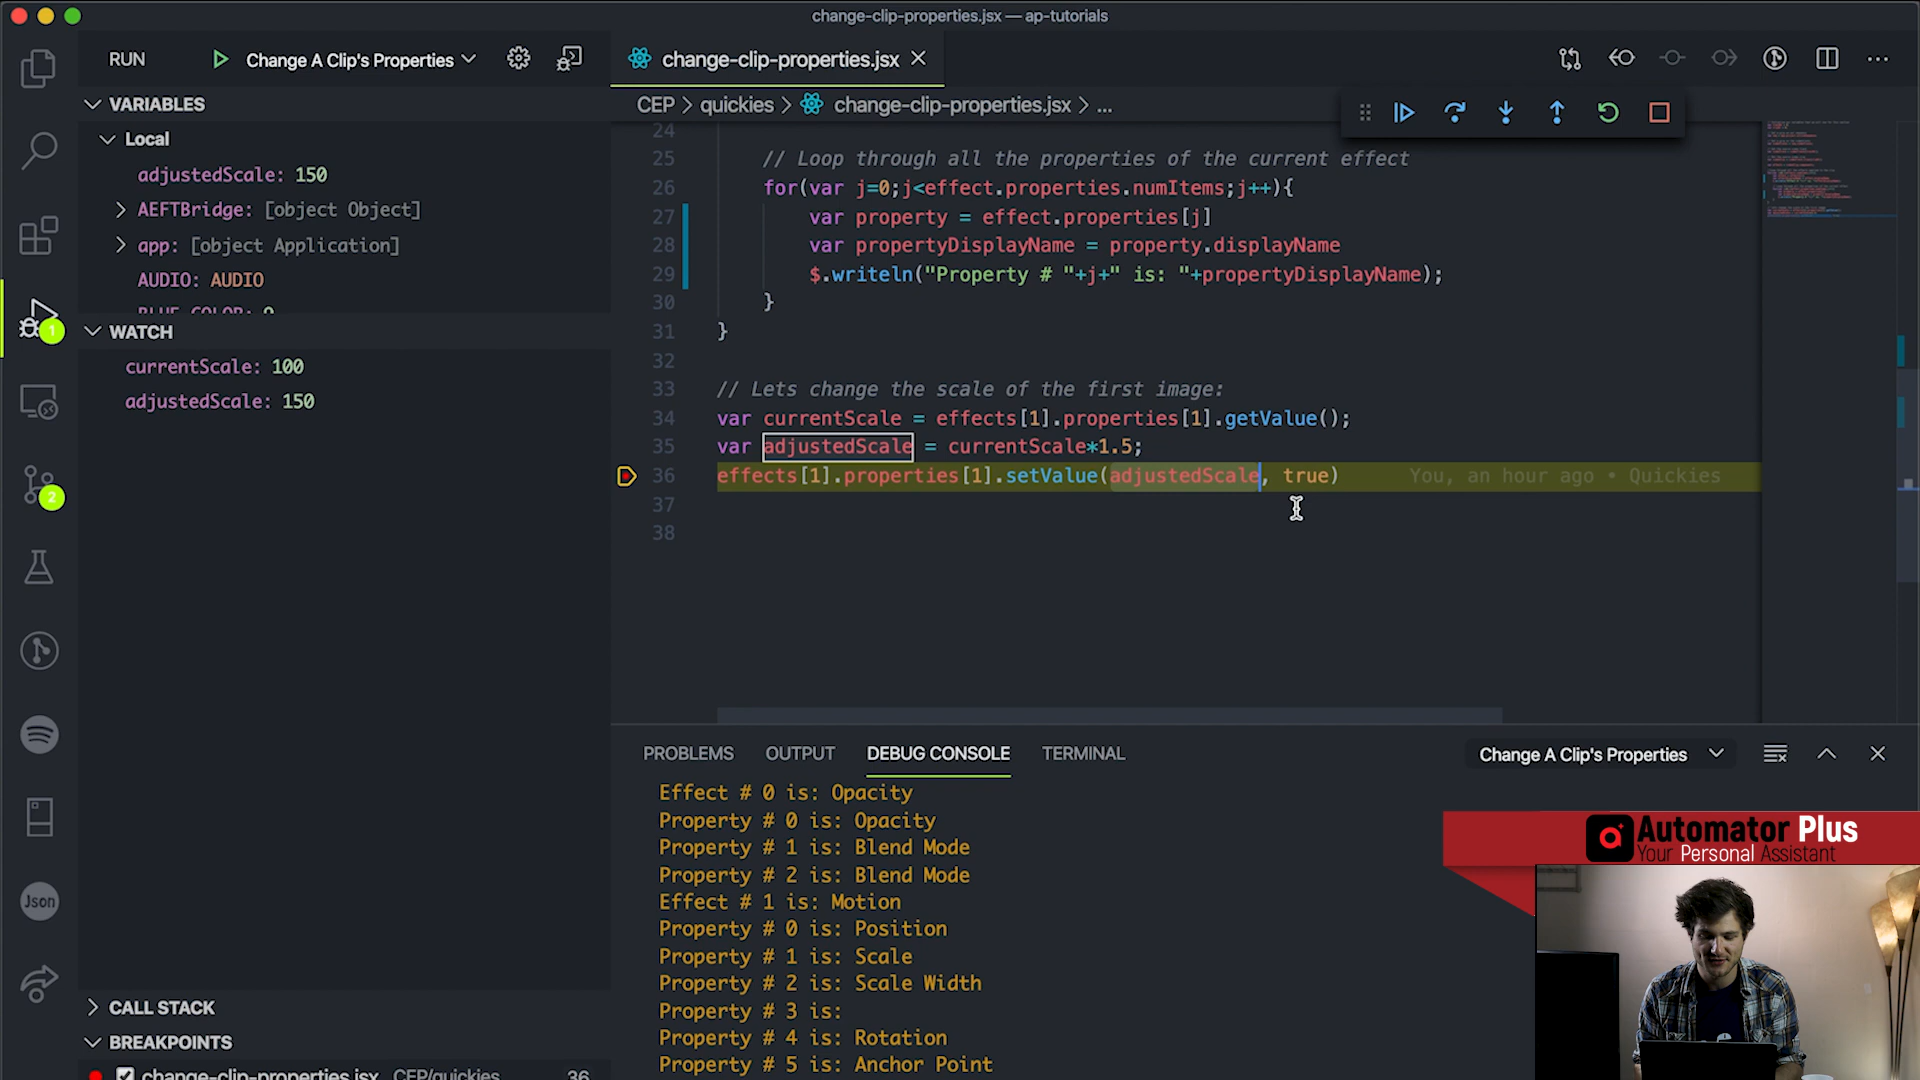 change-clip-properties.jsx — ap-tutorials
RUN
Change A Clip's Properties
change-clip-properties.jsx
VARIABLES
CEP > quickies > change-clip-properties.jsx > ...
Local
adjustedScale: 150
AEFTBridge: [object Object]
app: [object Application]
AUDIO: AUDIO
WATCH
currentScale: 100
adjustedScale: 150
24
25 // Loop through all the properties of the current effect
26 for(var j=0;j<effect.properties.numItems;j++){
27 var property = effect.properties[j]
28 var propertyDisplayName = property.displayName
29 $.writeln("Property # "+j+" is: "+propertyDisplayName);
30 }
31 }
32
33 // Lets change the scale of the first image:
34 var currentScale = effects[1].properties[1].getValue();
35 var adjustedScale = currentScale*1.5;
36 effects[1].properties[1].setValue(adjustedScale, true) You, an hour ago • Quickies
37
38
1
2
Json
PROBLEMS OUTPUT DEBUG CONSOLE TERMINAL
Change A Clip's Properties
Effect # 0 is: Opacity
Property # 0 is: Opacity
Property # 1 is: Blend Mode
Property # 2 is: Blend Mode
Effect # 1 is: Motion
Property # 0 is: Position
Property # 1 is: Scale
Property # 2 is: Scale Width
Property # 3 is:
Property # 4 is: Rotation
Property # 5 is: Anchor Point
Automator Plus
Your Personal Assistant
CALL STACK
BREAKPOINTS
change-clip-properties.jsx CEP/quickies 36